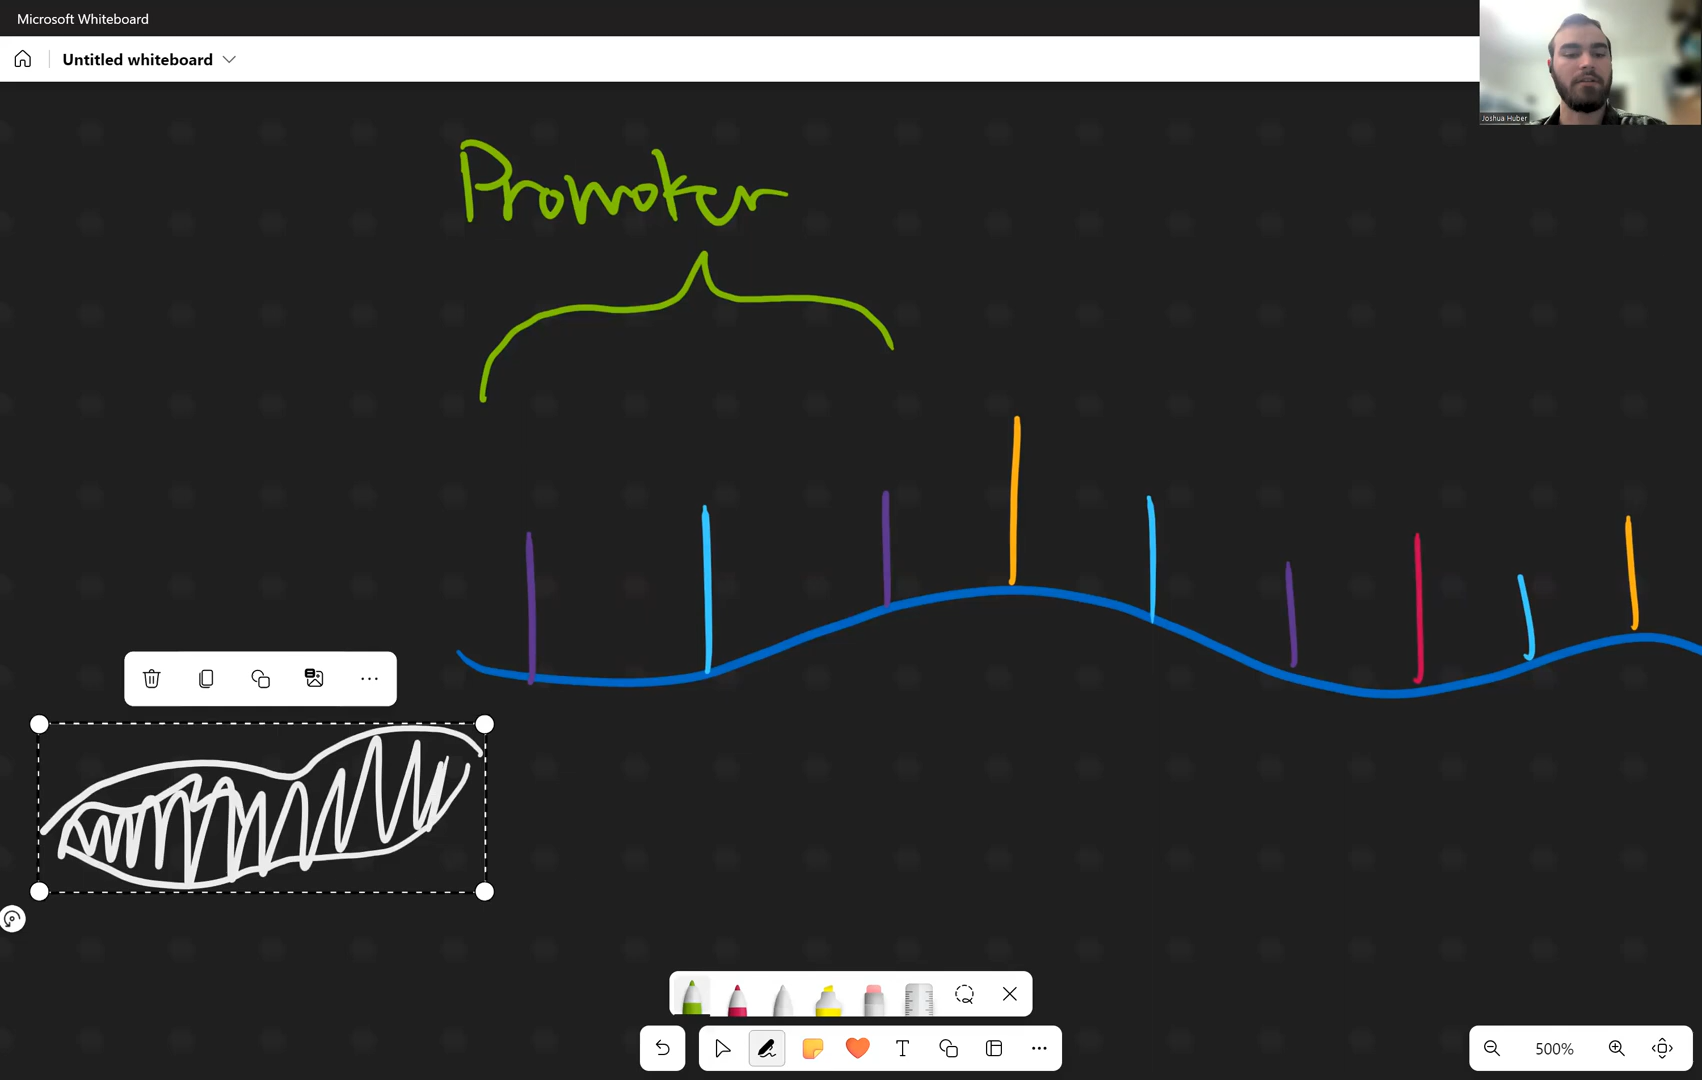 Microsoft Whiteboard
Untitled whiteboard
Joshua Huber
Promoter
500%